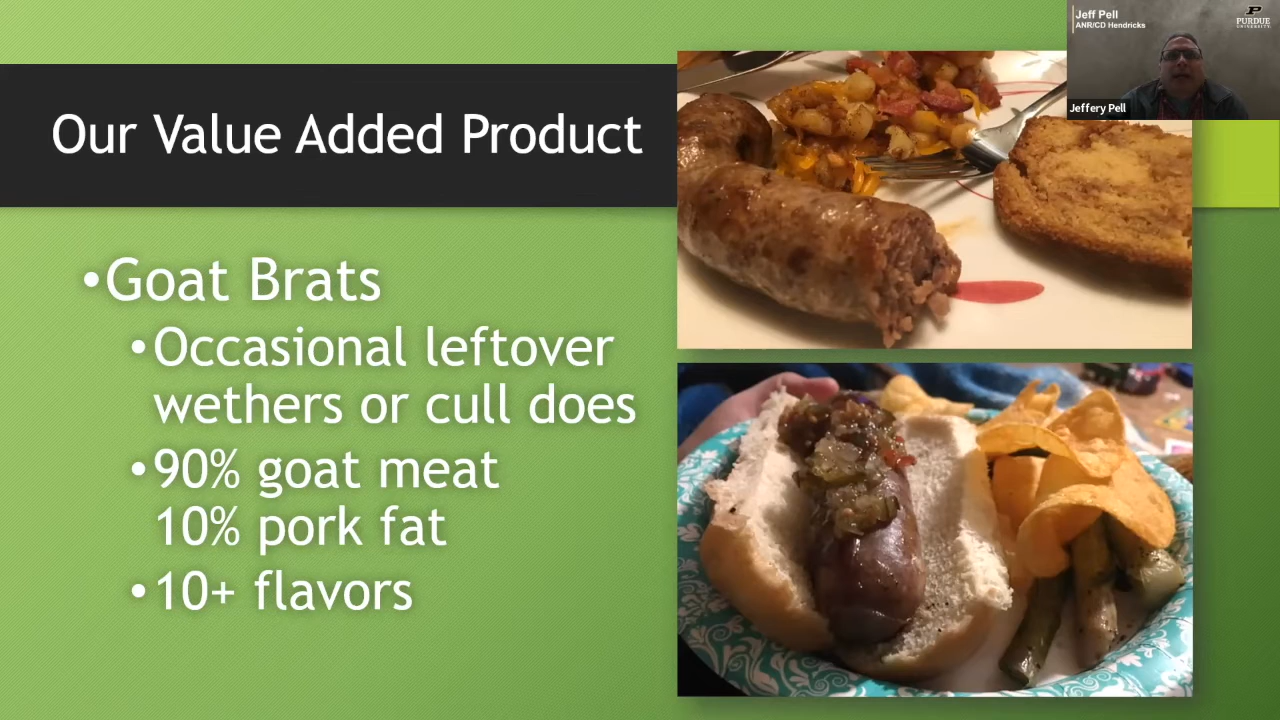 Our Value Added Product
•Goat Brats
•Occasional leftover
wethers or cull does
•90% goat meat
10% pork fat
•10+ flavors
Jeff Pell
ANR/CD Hendricks
P
PURDUE
UNIVERSITY
Jeffery Pell